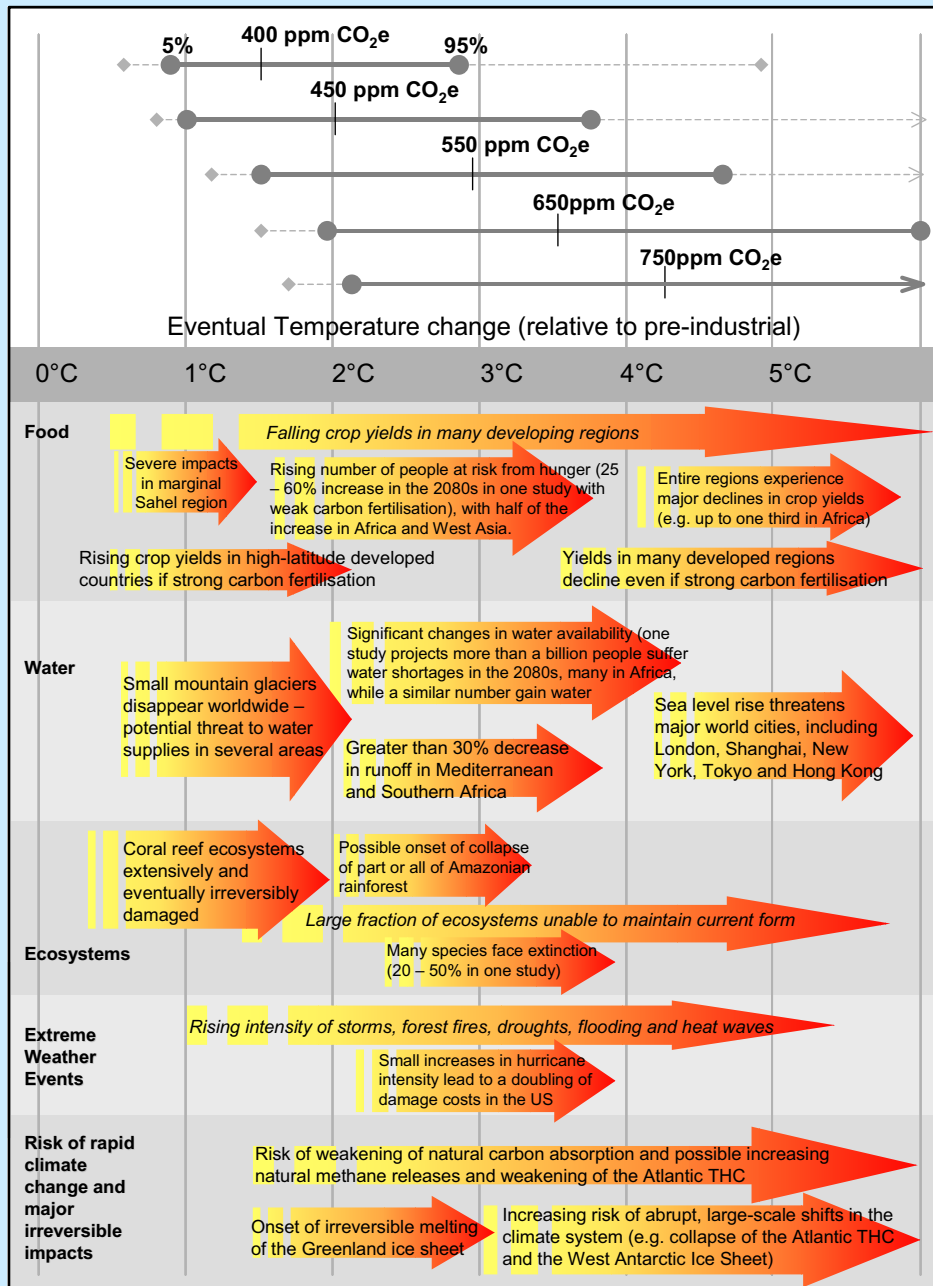 400 ppm CO₂e
5%
95%
450 ppm CO₂e
550 ppm CO₂e
650ppm CO₂e
750ppm CO₂e
Eventual Temperature change (relative to pre-industrial)
0°C 1°C 2°C 3°C 4°C 5°C
Food
Falling crop yields in many developing regions
Severe impacts
in marginal
Sahel region
Rising number of people at risk from hunger (25
– 60% increase in the 2080s in one study with
weak carbon fertilisation), with half of the
increase in Africa and West Asia.
Entire regions experience
major declines in crop yields
(e.g. up to one third in Africa)
Rising crop yields in high-latitude developed
countries if strong carbon fertilisation
Yields in many developed regions
decline even if strong carbon fertilisation
Water
Significant changes in water availability (one
study projects more than a billion people suffer
water shortages in the 2080s, many in Africa,
while a similar number gain water
Small mountain glaciers
disappear worldwide –
potential threat to water
supplies in several areas
Greater than 30% decrease
in runoff in Mediterranean
and Southern Africa
Sea level rise threatens
major world cities, including
London, Shanghai, New
York, Tokyo and Hong Kong
Coral reef ecosystems
extensively and
eventually irreversibly
damaged
Possible onset of collapse
of part or all of Amazonian
rainforest
Large fraction of ecosystems unable to maintain current form
Ecosystems
Many species face extinction
(20 – 50% in one study)
Extreme
Weather
Events
Rising intensity of storms, forest fires, droughts, flooding and heat waves
Small increases in hurricane
intensity lead to a doubling of
damage costs in the US
Risk of rapid
climate
change and
major
irreversible
impacts
Risk of weakening of natural carbon absorption and possible increasing
natural methane releases and weakening of the Atlantic THC
Onset of irreversible melting
of the Greenland ice sheet
Increasing risk of abrupt, large-scale shifts in the
climate system (e.g. collapse of the Atlantic THC
and the West Antarctic Ice Sheet)